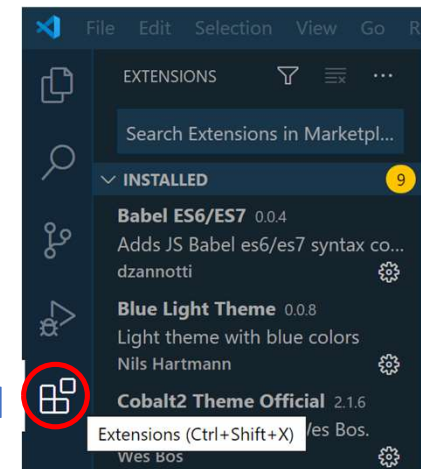 File Edit Selection View Go R
EXTENSIONS
Search Extensions in Marketpl...
INSTALLED 9
Babel ES6/ES7 0.0.4
Adds JS Babel es6/es7 syntax co...
dzannotti
Blue Light Theme 0.0.8
Light theme with blue colors
Nils Hartmann
Cobalt2 Theme Official 2.1.6
Extensions (Ctrl+Shift+X) /es Bos.
Wes Bos